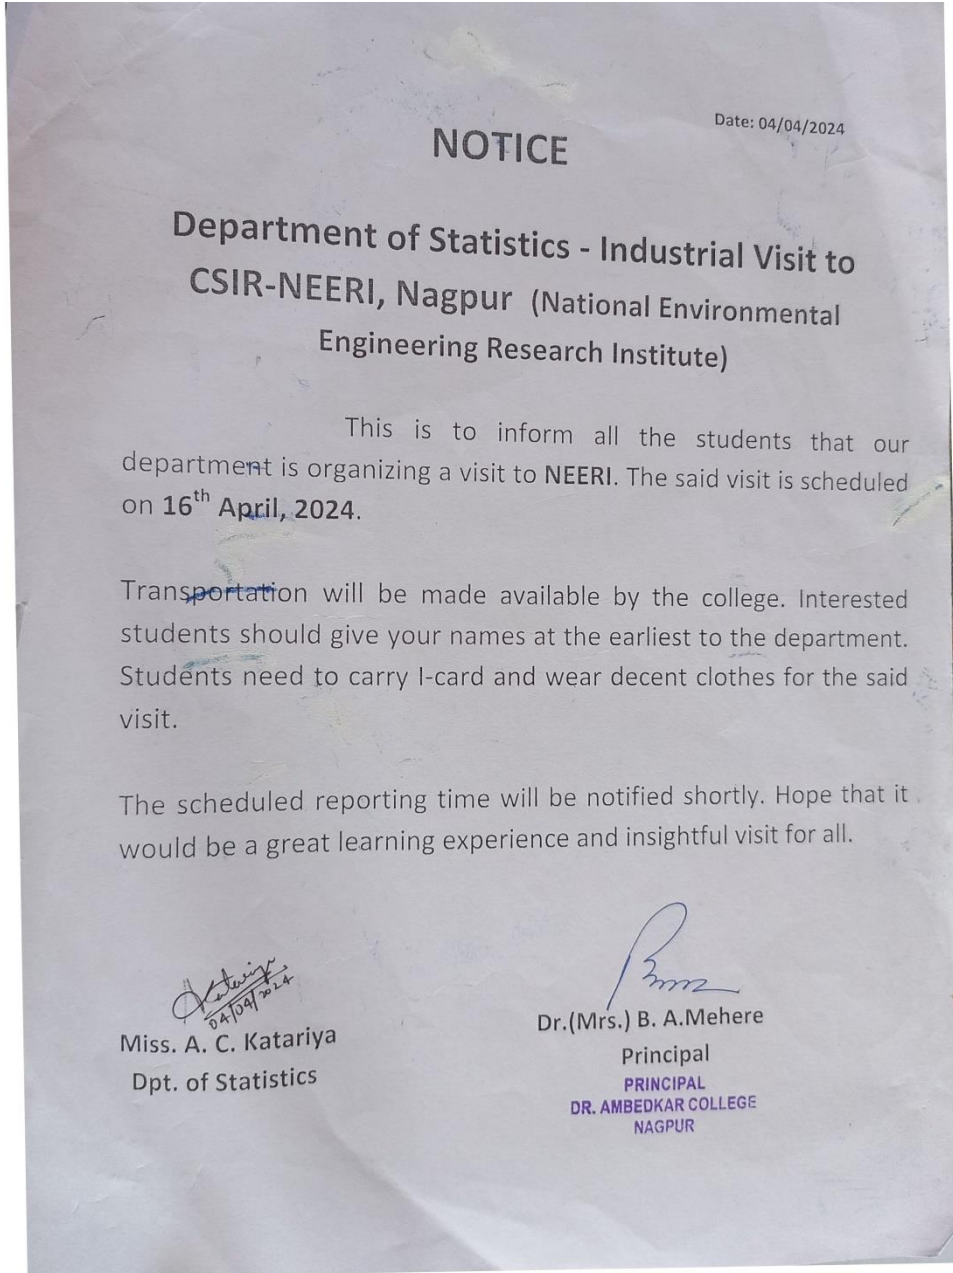 Date: 04/04/2024
NOTICE
Department of Statistics - Industrial Visit to
CSIR-NEERI, Nagpur (National Environmental
Engineering Research Institute)
This is to inform all the students that our
department is organizing a visit to NEERI. The said visit is scheduled
on 16th April, 2024.
Transportation will be made available by the college. Interested
students should give your names at the earliest to the department.
Students need to carry I-card and wear decent clothes for the said
visit.
The scheduled reporting time will be notified shortly. Hope that it
would be a great learning experience and insightful visit for all.
AKatariya
04/04/2024
Miss. A. C. Katariya
Dpt. of Statistics
Dr.(Mrs.) B. A.Mehere
Principal
PRINCIPAL
DR. AMBEDKAR COLLEGE
NAGPUR